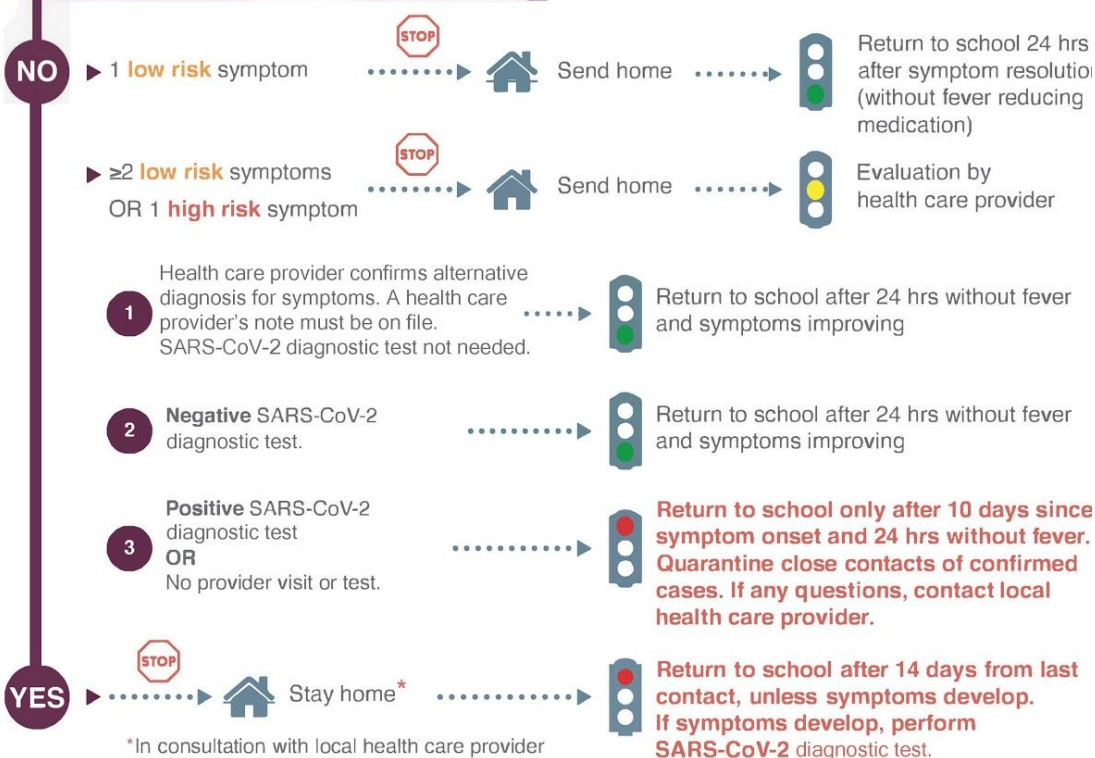 NO
1 low risk symptom
STOP
Send home
Return to school 24 hrs
after symptom resolution
(without fever reducing
medication)
≥2 low risk symptoms
OR 1 high risk symptom
STOP
Send home
Evaluation by
health care provider
1
Health care provider confirms alternative
diagnosis for symptoms. A health care
provider's note must be on file.
SARS-CoV-2 diagnostic test not needed.
Return to school after 24 hrs without fever
and symptoms improving
2
Negative SARS-CoV-2
diagnostic test.
Return to school after 24 hrs without fever
and symptoms improving
3
Positive SARS-CoV-2
diagnostic test
OR
No provider visit or test.
Return to school only after 10 days since
symptom onset and 24 hrs without fever.
Quarantine close contacts of confirmed
cases. If any questions, contact local
health care provider.
YES
STOP
Stay home*
Return to school after 14 days from last
contact, unless symptoms develop.
If symptoms develop, perform
SARS-CoV-2 diagnostic test.
*In consultation with local health care provider